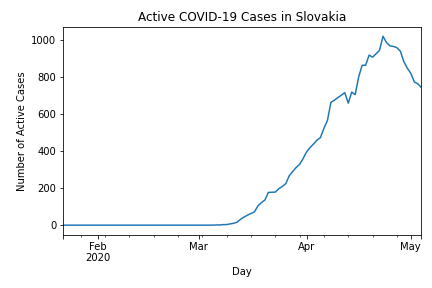 Active COVID-19 Cases in Slovakia
1000
800
600
400
200
0
Number of Active Cases
Feb
2020
Mar
Apr
May
Day